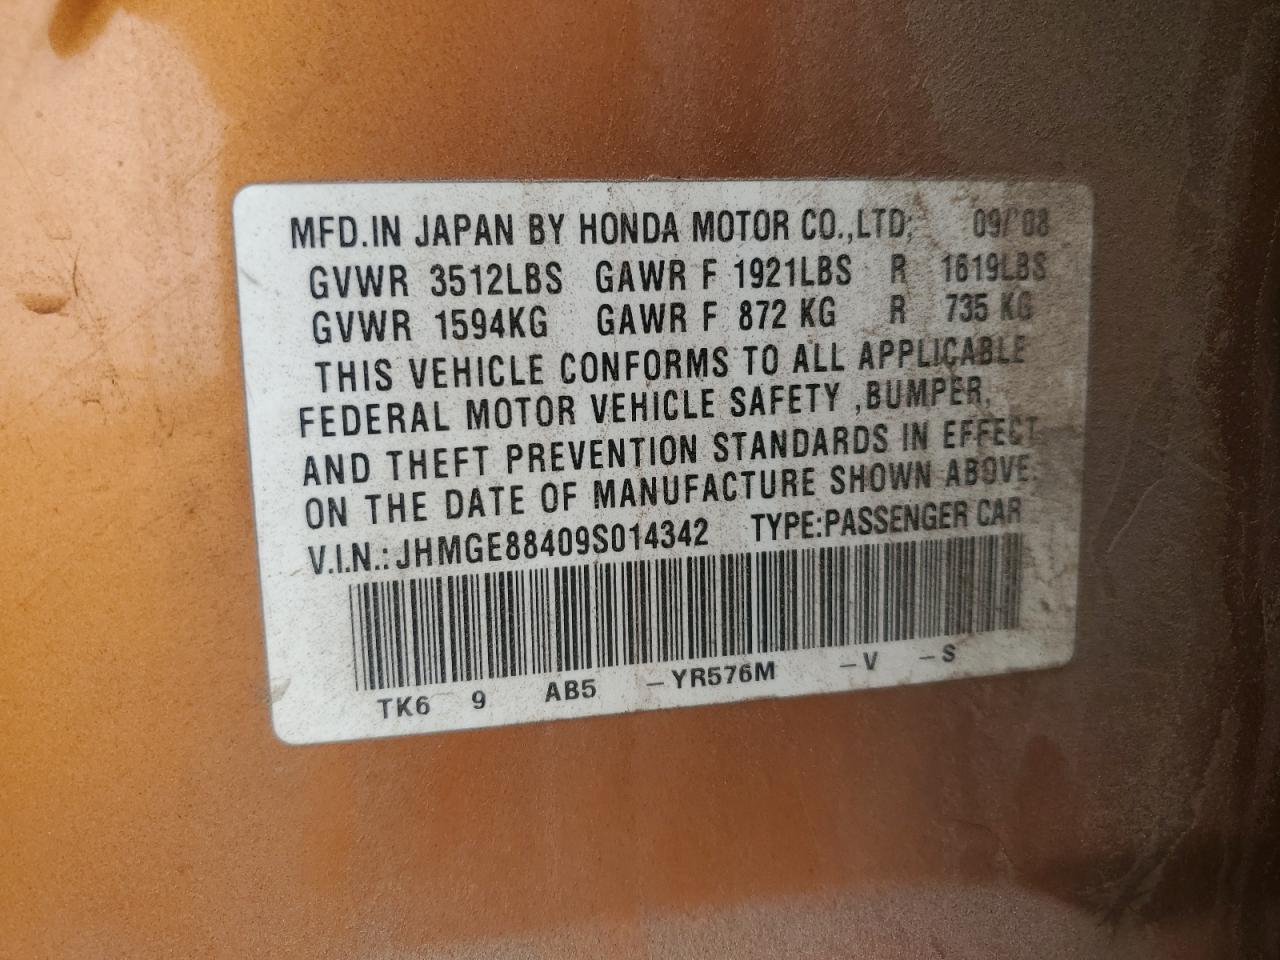 MFD.IN JAPAN BY HONDA MOTOR CO.,LTD; 09/'08
GVWR 3512LBS GAWR F 1921LBS R 1619LBS
GVWR 1594KG GAWR F 872 KG R 735 KG
THIS VEHICLE CONFORMS TO ALL APPLICABLE
FEDERAL MOTOR VEHICLE SAFETY ,BUMPER,
AND THEFT PREVENTION STANDARDS IN EFFECT
ON THE DATE OF MANUFACTURE SHOWN ABOVE.
V.I.N.: JHMGE88409S014342 TYPE:PASSENGER CAR
TK6 9 AB5 -YR576M -V -S